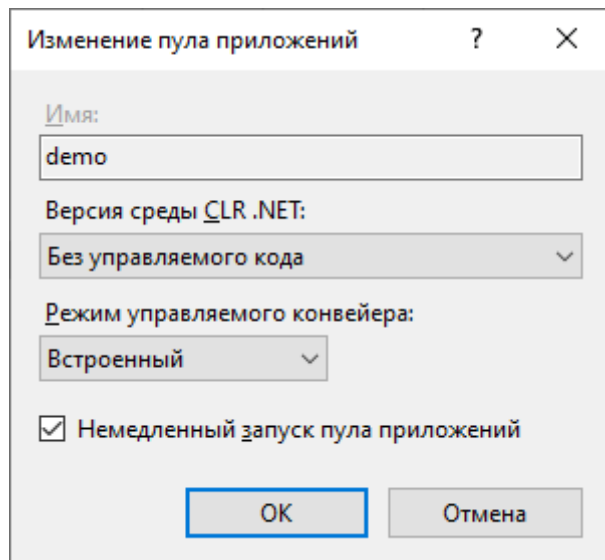 Изменение пула приложений
?
Имя:
demo
Версия среды CLR .NET:
Без управляемого кода
Режим управляемого конвейера:
Встроенный
Немедленный запуск пула приложений
ОК
Отмена